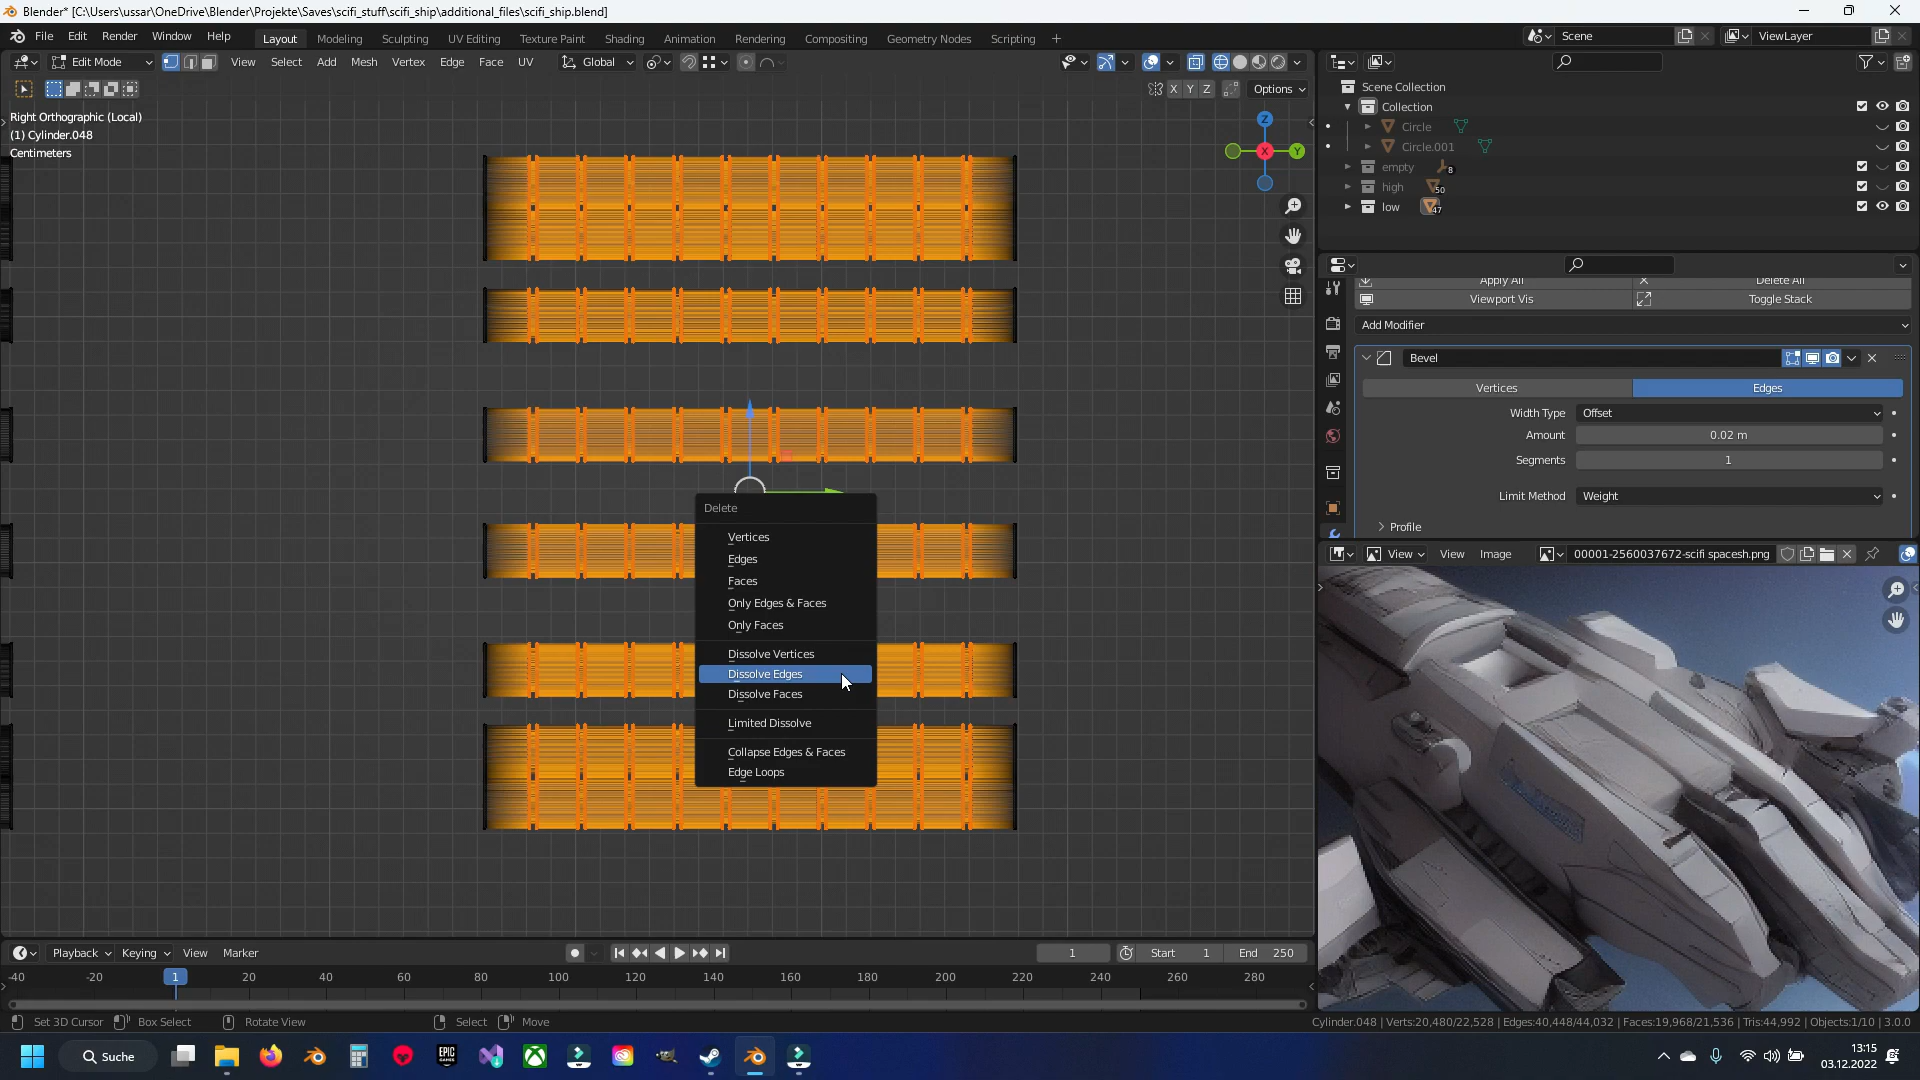 Blender* [C:\Users\ussar\OneDrive\Blender\Projekte\Saves\scifi_stuff\scifi_ship\additional_files\scifi_ship.blend]
File Edit Render Window Help Layout Modeling Sculpting UV Editing Texture Paint Shading Animation Rendering Compositing Geometry Nodes Scripting + Scene ViewLayer
Edit Mode View Select Add Mesh Vertex Edge Face UV Global
X Y Z Options
Right Orthographic (Local)
(1) Cylinder.048
Centimeters
Z
X
Y
Scene Collection
Collection
Circle
Circle.001
empty 8
high 50
low 47
Apply All Delete All
Viewport Vis Toggle Stack
Add Modifier
Bevel
Vertices Edges
Width Type Offset
Amount 0.02 m
Segments 1
Limit Method Weight
Profile
View View Image 00001-2560037672-scifi spacesh.png
Delete
Vertices
Edges
Faces
Only Edges & Faces
Only Faces
Dissolve Vertices
Dissolve Edges
Dissolve Faces
Limited Dissolve
Collapse Edges & Faces
Edge Loops
Playback Keying View Marker 1 Start 1 End 250
-40 -20 1 20 40 60 80 100 120 140 160 180 200 220 240 260 280
Set 3D Cursor Box Select Rotate View Select Move Cylinder.048 | Verts:20,480/22,528 | Edges:40,448/44,032 | Faces:19,968/21,536 | Tris:44,992 | Objects:1/10 | 3.0.0
Suche EPIC GAMES 13:15
03.12.2022